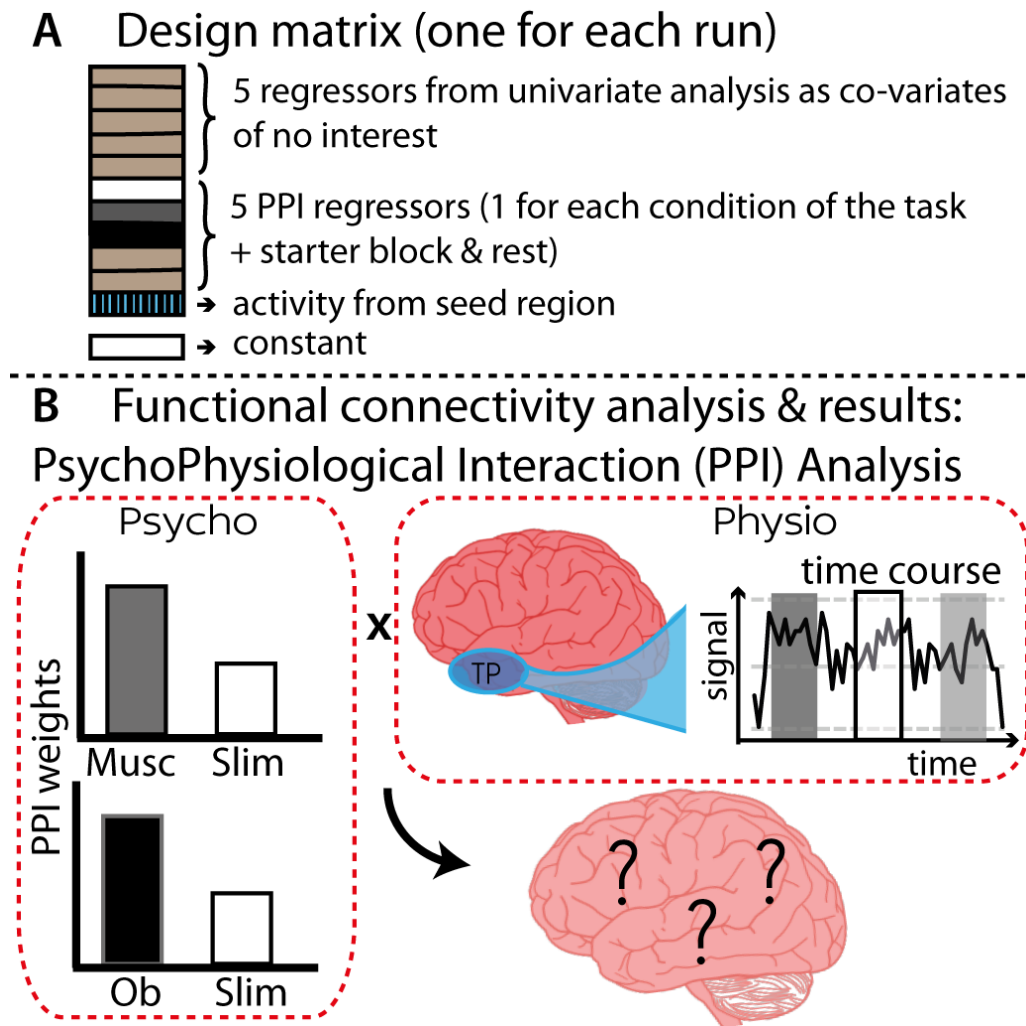 A Design matrix (one for each run)
5 regressors from univariate analysis as co-variates
of no interest
5 PPI regressors (1 for each condition of the task
+ starter block & rest)
activity from seed region
constant
B Functional connectivity analysis & results:
PsychoPhysiological Interaction (PPI) Analysis
Psycho
PPI weights
Musc Slim
Ob Slim
x
Physio
TP
time course
signal
time
? ? ?